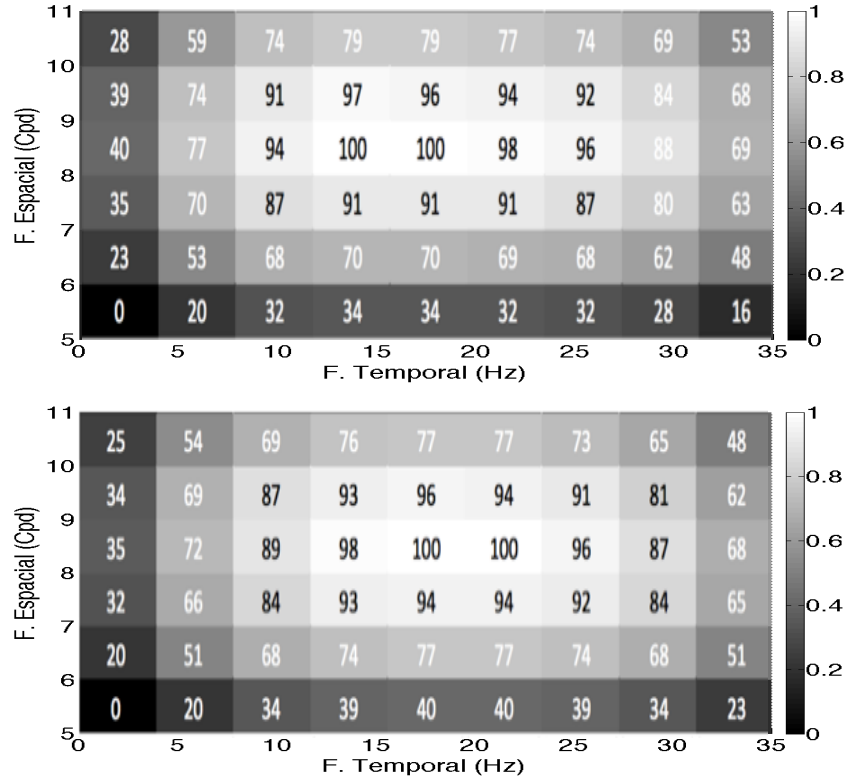 11
28 59 74 79 79 77 74 69 53
10
39 74 91 97 96 94 92 84 68
9
40 77 94 100 100 98 96 88 69
8
35 70 87 91 91 91 87 80 63
7
23 53 68 70 70 69 68 62 48
6
0 20 32 34 34 32 32 28 16
5
F. Espacial (Cpd)
0 5 10 15 20 25 30 35
F. Temporal (Hz)
1
0.8
0.6
0.4
0.2
0
11
25 54 69 76 77 77 73 65 48
10
34 69 87 93 96 94 91 81 62
9
35 72 89 98 100 100 96 87 68
8
32 66 84 93 94 94 92 84 65
7
20 51 68 74 77 77 74 68 51
6
0 20 34 39 40 40 39 34 23
5
F. Espacial (Cpd)
0 5 10 15 20 25 30 35
F. Temporal (Hz)
1
0.8
0.6
0.4
0.2
0